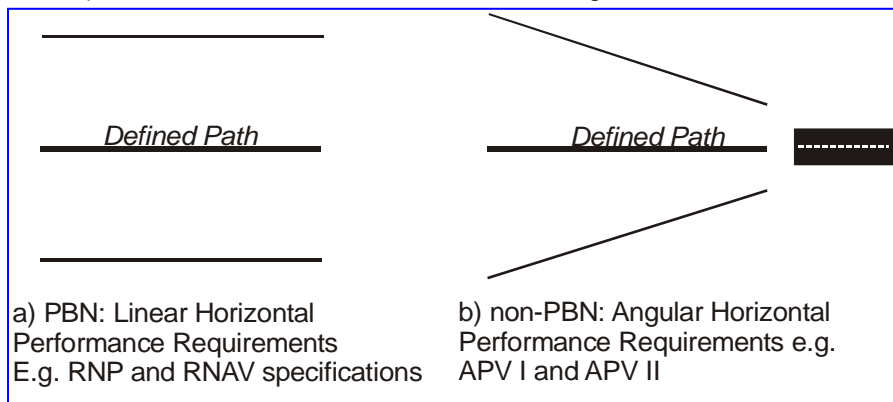 Defined Path
Defined Path
a) PBN: Linear Horizontal
Performance Requirements
E.g. RNP and RNAV specifications
b) non-PBN: Angular Horizontal
Performance Requirements e.g.
APV I and APV II